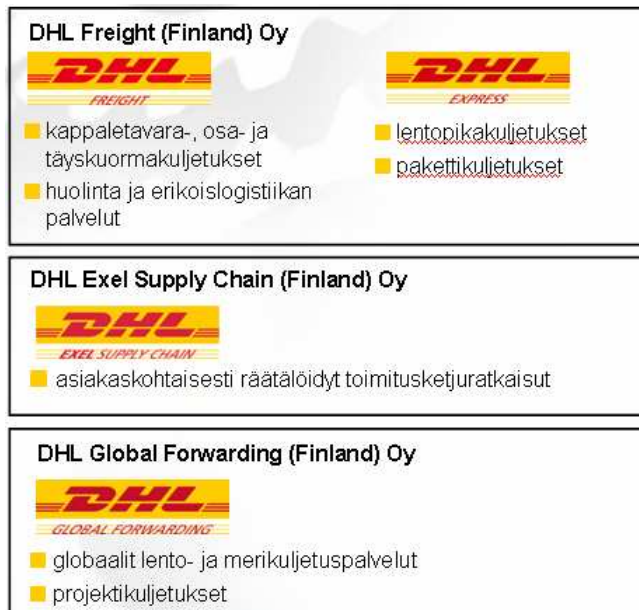 DHL Freight (Finland) Oy
DHL
FREIGHT
kappaletavara-, osa- ja
täyskuormakuljetukset
huolinta ja erikoislogistiikan
palvelut
DHL
EXPRESS
lentopikakuljetukset
pakettikuljetukset
DHL Exel Supply Chain (Finland) Oy
DHL
EXEL SUPPLY CHAIN
asiakaskohtaisesti räätälöidyt toimitusketjuratkaisut
DHL Global Forwarding (Finland) Oy
DHL
GLOBAL FORWARDING
globaalit lento- ja merikuljetuspalvelut
projektikuljetukset